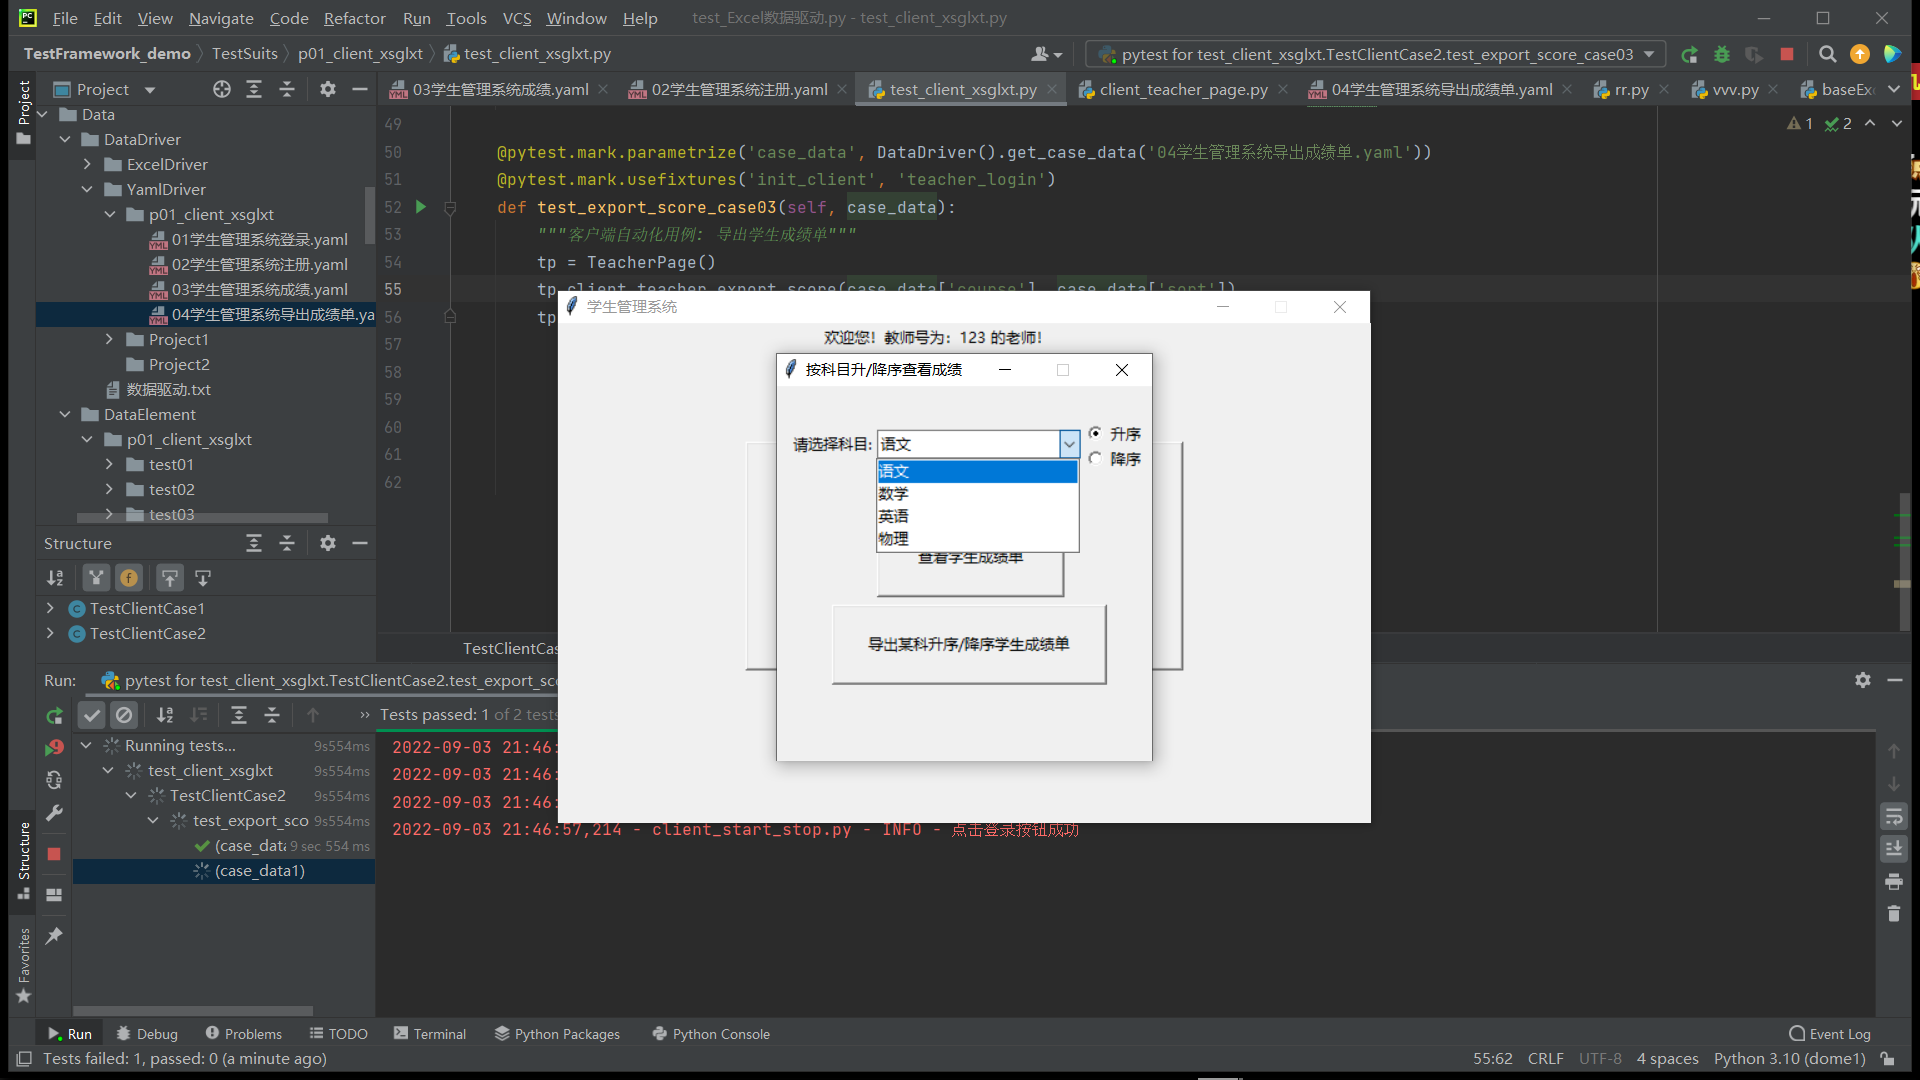 File Edit View Navigate Code Refactor Run Tools VCS Window Help test_Excel数据驱动.py - test_client_xsglxt.py
TestFramework_demo TestSuits p01_client_xsglxt test_client_xsglxt.py pytest for test_client_xsglxt.TestClientCase2.test_export_score_case03
Project
Project
03学生管理系统成绩.yaml 02学生管理系统注册.yaml test_client_xsglxt.py client_teacher_page.py 04学生管理系统导出成绩单.yaml rr.py vvv.py baseEx
Data
DataDriver
ExcelDriver
YamlDriver
p01_client_xsglxt
01学生管理系统登录.yaml
02学生管理系统注册.yaml
03学生管理系统成绩.yaml
04学生管理系统导出成绩单.ya
Project1
Project2
数据驱动.txt
DataElement
p01_client_xsglxt
test01
test02
test03
49
50 @pytest.mark.parametrize('case_data', DataDriver().get_case_data('04学生管理系统导出成绩单.yaml'))
51 @pytest.mark.usefixtures('init_client', 'teacher_login')
52 def test_export_score_case03(self, case_data):
53 """客户端自动化用例: 导出学生成绩单"""
54 tp = TeacherPage()
55 tp.client_teacher_export_score(case_data['course'], case_data['sort'])
56 tp
57
58
59
60
61
62
1 2
学生管理系统
欢迎您! 教师号为: 123 的老师!
按科目升/降序查看成绩
请选择科目: 语文
升序
降序
语文
数学
英语
物理
查看学生成绩单
导出某科升序/降序学生成绩单
Structure
TestClientCase1
TestClientCase2
TestClientCas
Run: pytest for test_client_xsglxt.TestClientCase2.test_export_sco
Tests passed: 1 of 2 tests
Running tests... 9s554ms
test_client_xsglxt 9s554ms
TestClientCase2 9s554ms
test_export_sco 9s554ms
(case_data 9 sec 554 ms
(case_data1)
2022-09-03 21:46:
2022-09-03 21:46:
2022-09-03 21:46:
2022-09-03 21:46:57,214 - client_start_stop.py - INFO - 点击登录按钮成功
Structure
Favorites
Run Debug Problems TODO Terminal Python Packages Python Console Event Log
Tests failed: 1, passed: 0 (a minute ago) 55:62 CRLF UTF-8 4 spaces Python 3.10 (dome1)